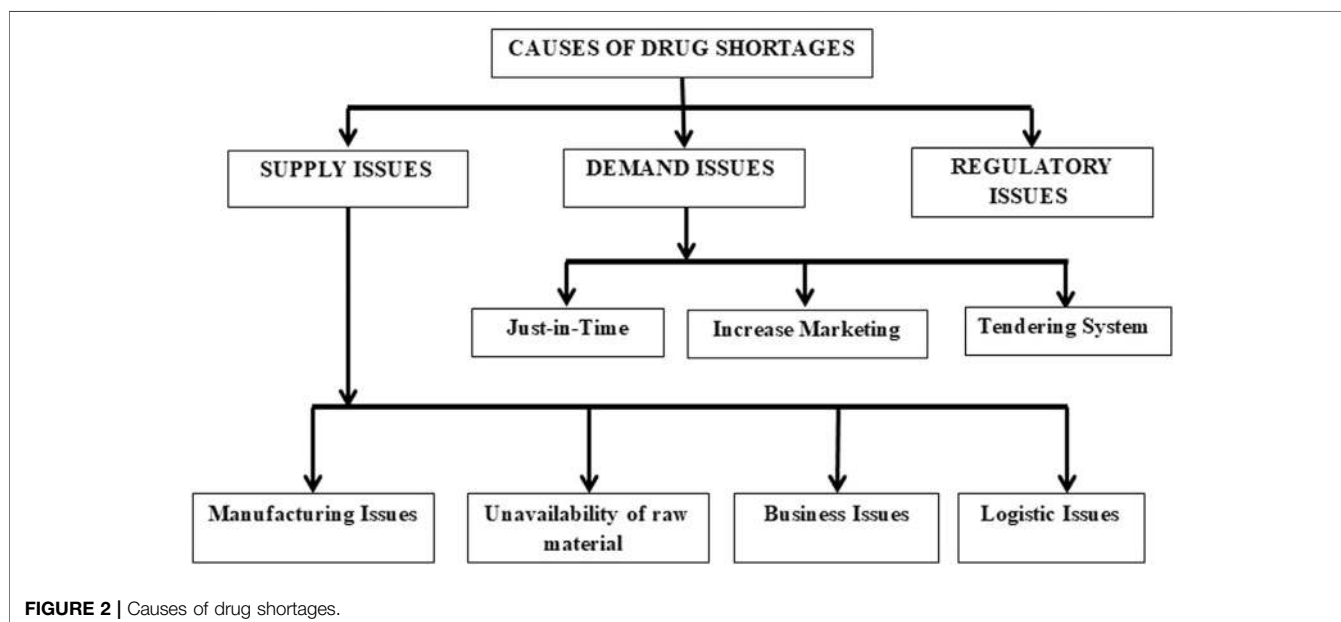 CAUSES OF DRUG SHORTAGES
SUPPLY ISSUES
DEMAND ISSUES
REGULATORY
ISSUES
Just-in-Time
Increase Marketing
Tendering System
Manufacturing Issues
Unavailability of raw
material
Business Issues
Logistic Issues
FIGURE 2 | Causes of drug shortages.